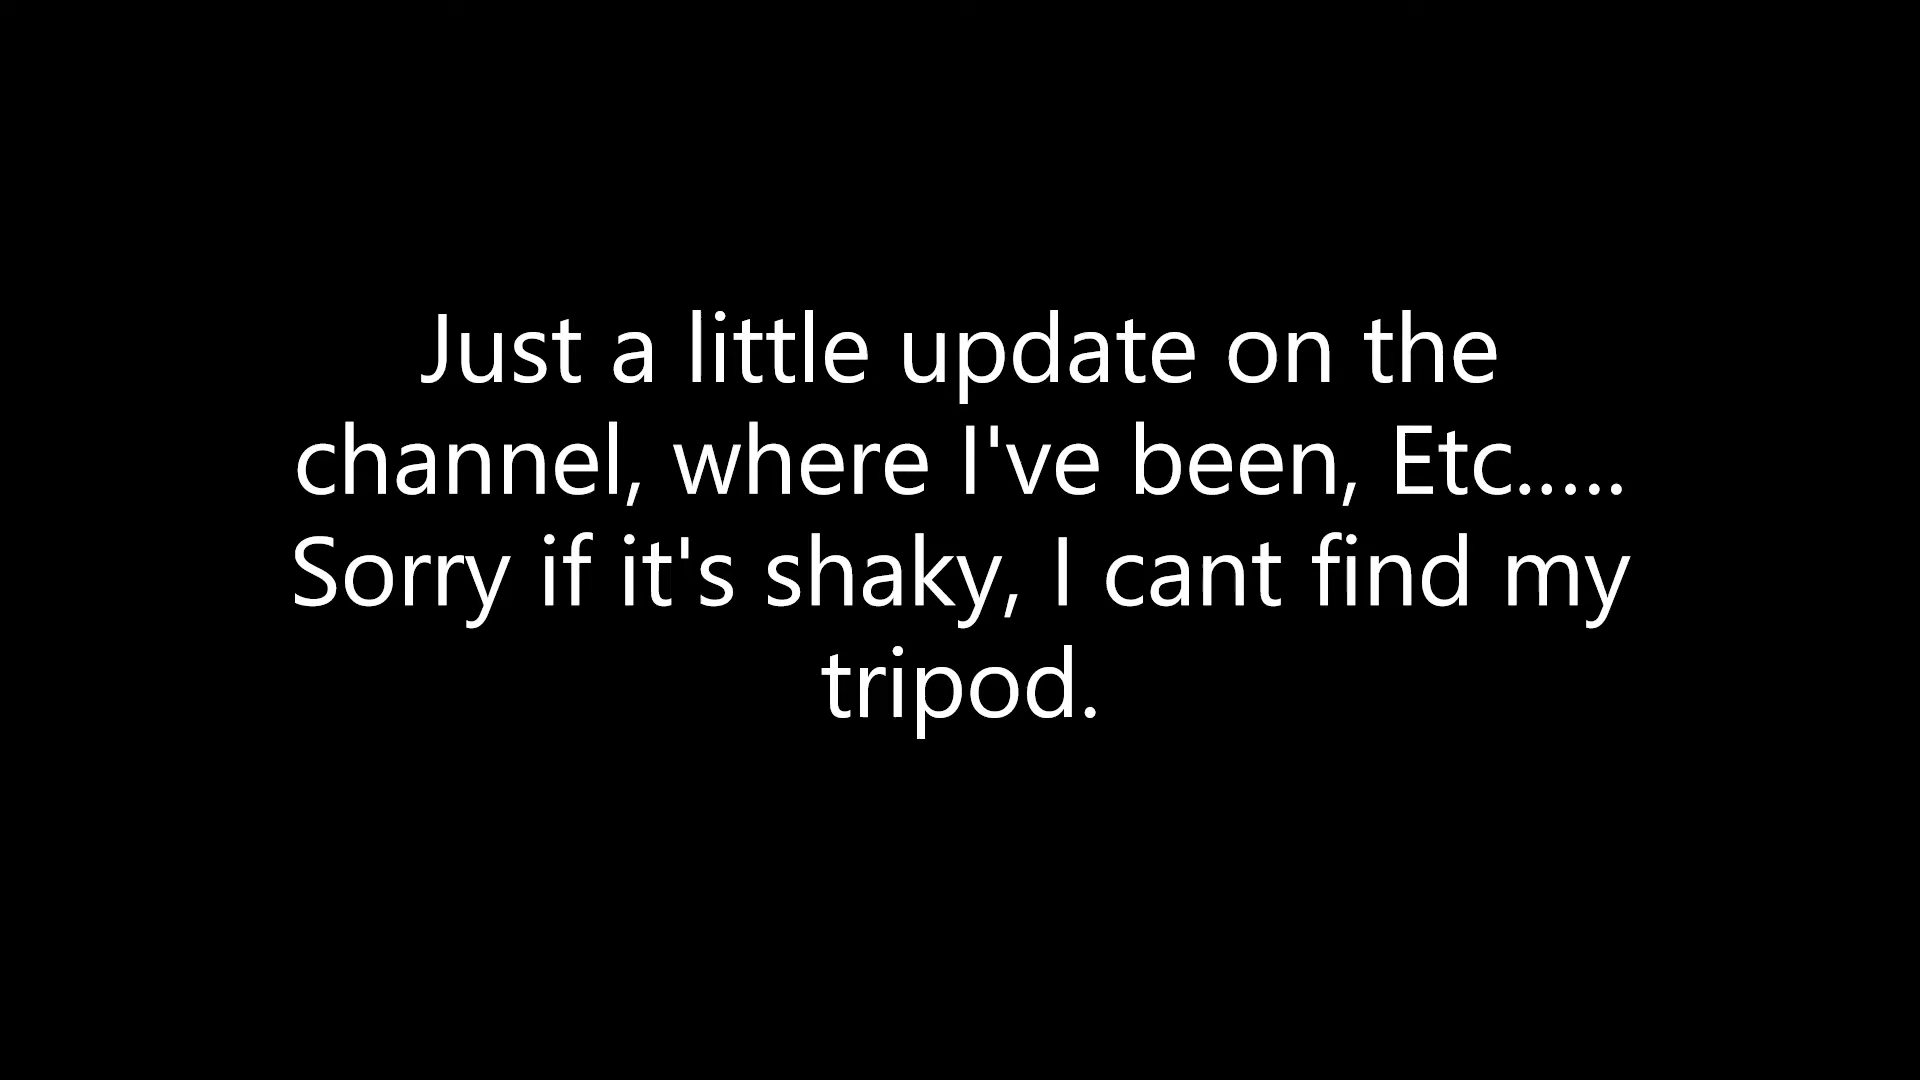 Just a little update on the
channel, where I've been, Etc.....
Sorry if it's shaky, I cant find my
tripod.